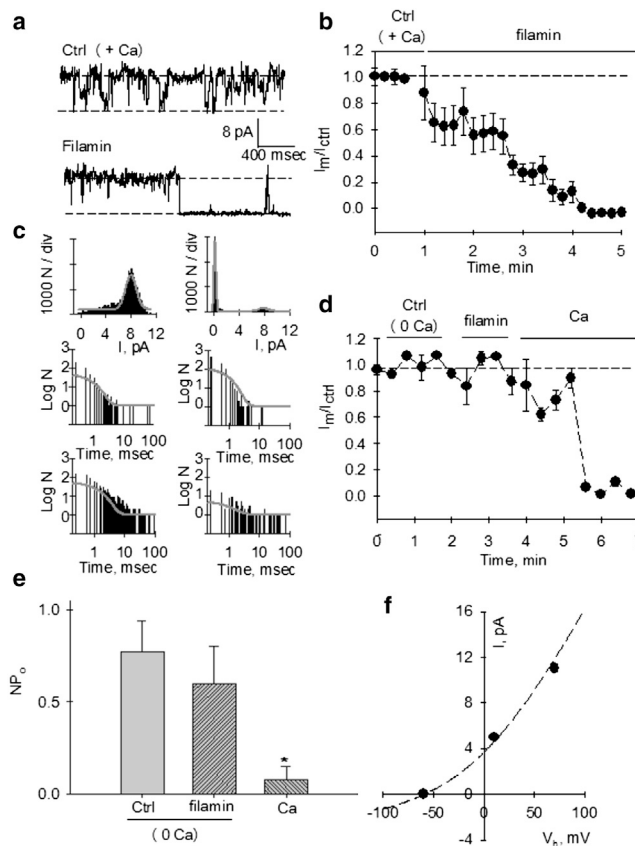 a
Ctrl ( + Ca)
8 pA
400 msec
Filamin
b
Ctrl
( + Ca)
filamin
I m/I ctrl
1.2
1.0
0.8
0.6
0.4
0.2
0.0
0 1 2 3 4 5
Time, min
c
1000 N / div
0 4 8 12
I, pA
1000 N / div
0 4 8 12
I, pA
Log N
3
2
1
0
1 10 100
Time, msec
Log N
3
2
1
0
1 10 100
Time, msec
Log N
3
2
1
0
1 10 100
Time, msec
Log N
3
2
1
0
1 10 100
Time, msec
d
Ctrl
( 0 Ca)
filamin
Ca
I m/I ctrl
1.2
1.0
0.8
0.6
0.4
0.2
0.0
0 1 2 3 4 5 6 7
Time, min
e
NP o
1.0
0.5
0.0
*
Ctrl filamin Ca
( 0 Ca)
f
I, pA
16
12
8
4
-4
-100 -50 0 50 100
V h, mV